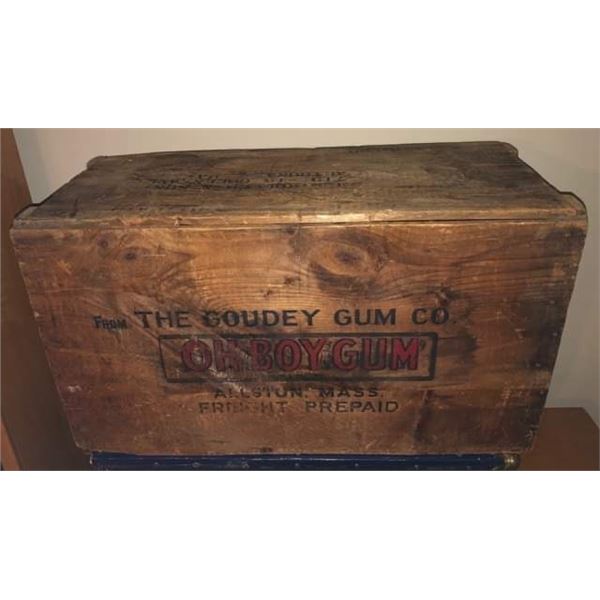 FROM THE GOUDEY GUM CO.
OH BOY GUM
ALLSTON, MASS.
FREIGHT PREPAID